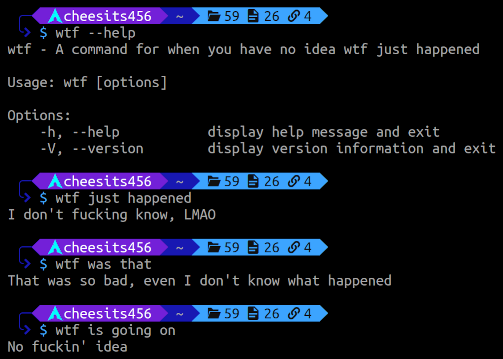 cheesits456 ~ 59 26 4
$ wtf --help
wtf - A command for when you have no idea wtf just happened
Usage: wtf [options]
Options:
-h, --help display help message and exit
-V, --version display version information and exit
cheesits456 ~ 59 26 4
$ wtf just happened
I don't fucking know, LMAO
cheesits456 ~ 59 26 4
$ wtf was that
That was so bad, even I don't know what happened
cheesits456 ~ 59 26 4
$ wtf is going on
No fuckin' idea